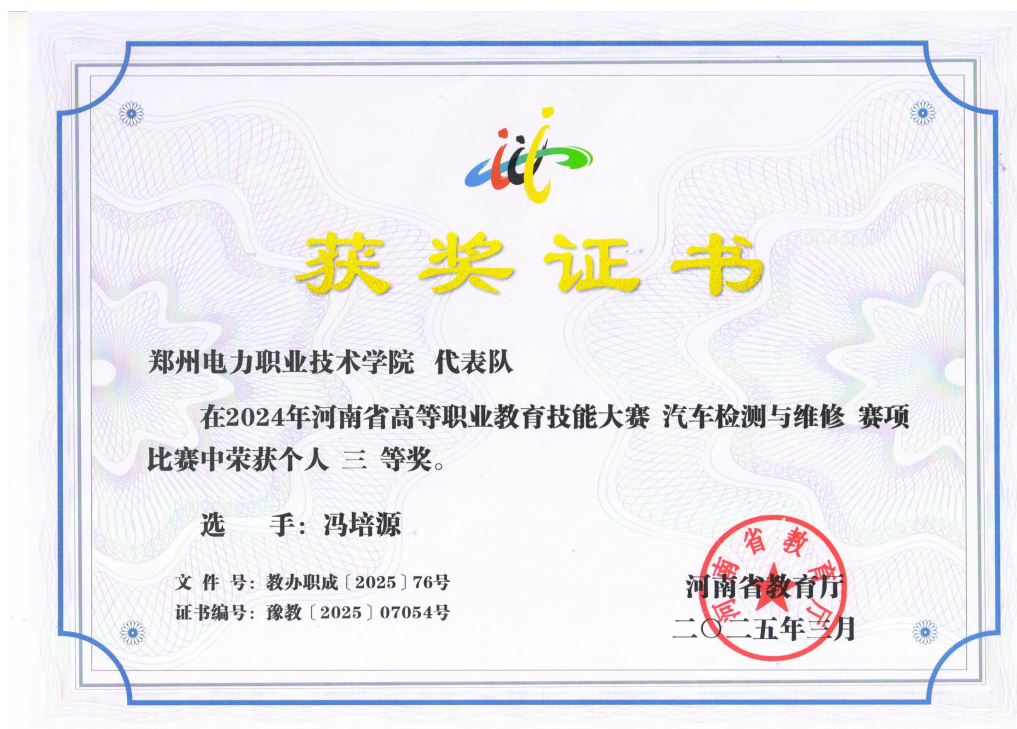 获奖证书
郑州电力职业技术学院 代表队
在2024年河南省高等职业教育技能大赛 汽车检测与维修 赛项
比赛中荣获个人 三 等奖。
选 手：冯培源
文 件 号：教办职成〔2025〕76号
证书编号：豫教〔2025〕07054号
河南省教育厅
河南省教育厅
二〇二五年三月